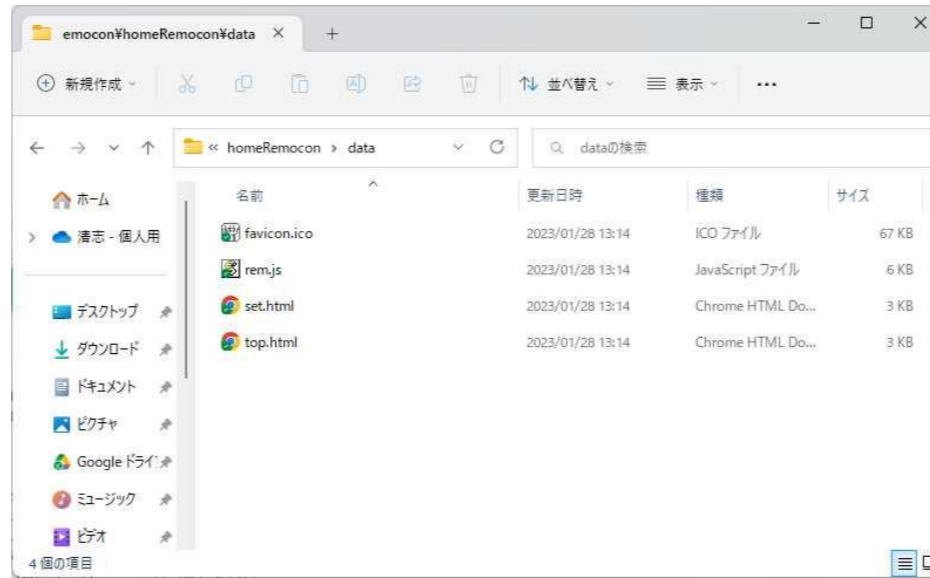 emocon¥homeRemocon¥data
新規作成
並べ替え
表示
« homeRemocon › data
dataの検索
名前 更新日時 種類 サイズ
favicon.ico 2023/01/28 13:14 ICO ファイル 67 KB
rem.js 2023/01/28 13:14 JavaScript ファイル 6 KB
set.html 2023/01/28 13:14 Chrome HTML Do... 3 KB
top.html 2023/01/28 13:14 Chrome HTML Do... 3 KB
ホーム
清志 - 個人用
デスクトップ
ダウンロード
ドキュメント
ピクチャ
Google ドライ
ミュージック
ビデオ
4 個の項目